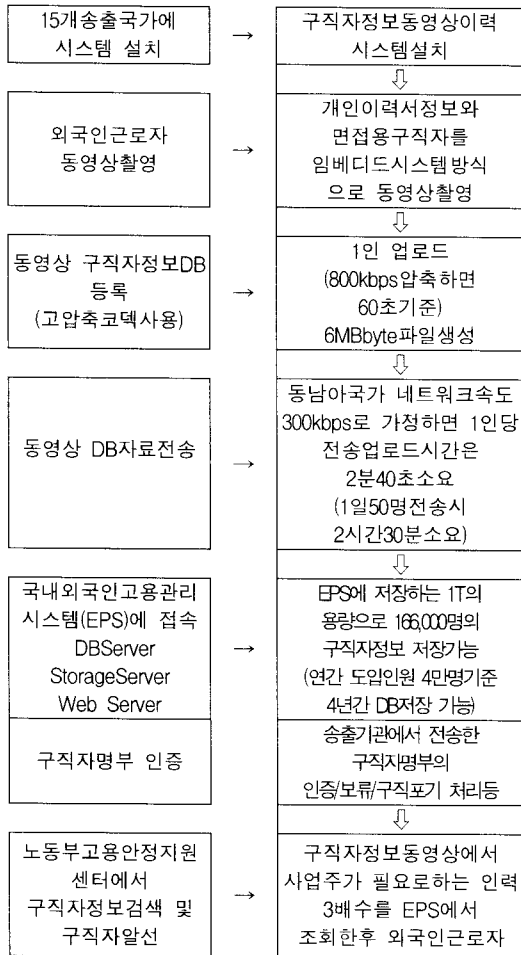 15개송출국가에
시스템 설치
→
구직자정보동영상이력
시스템설치
⇩
외국인근로자
동영상촬영
→
개인이력서정보와
면접용구직자를
임베디드시스템방식
으로 동영상촬영
⇩
동영상 구직자정보DB
등록
(고압축코덱사용)
→
1인 업로드
(800kbps압축하면
60초기준)
6MBbyte파일생성
⇩
동영상 DB자료전송
→
동남아국가 네트워크속도
300kbps로 가정하면 1인당
전송업로드시간은
2분40초소요
(1일50명전송시
2시간30분소요)
⇩
국내외국인고용관리
시스템(EPS)에 접속
DBServer
StorageServer
Web Server
→
EPS에 저장하는 1T의
용량으로 166,000명의
구직자정보 저장가능
(연간 도입인원 4만명기준
4년간 DB저장 가능)
구직자명부 인증
송출기관에서 전송한
구직자명부의
인증/보류/구직포기 처리등
⇩
노동부고용안정지원
센터에서
구직자정보검색 및
구직자알선
→
구직자정보동영상에서
사업주가 필요로하는 인력
3배수를 EPS에서
조회한후 외국인근로자